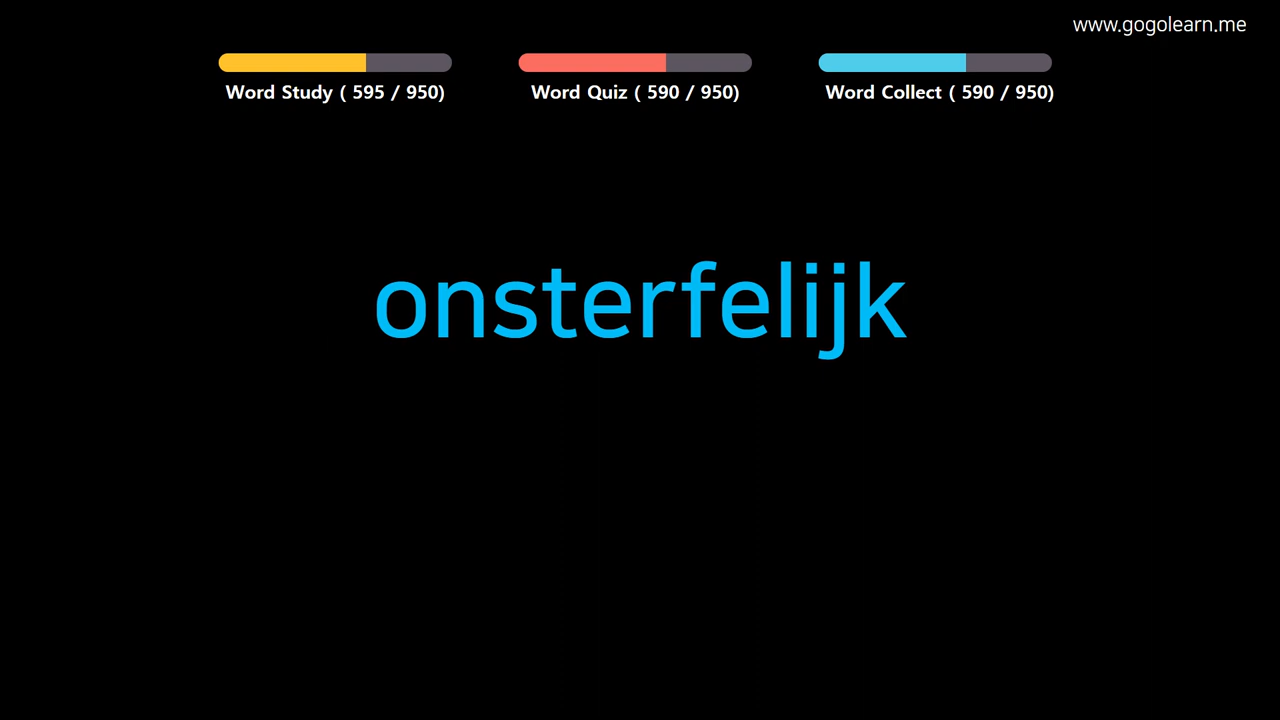 www.gogolearn.me
Word Study ( 595 / 950)
Word Quiz ( 590 / 950)
Word Collect ( 590 / 950)
onsterfelijk